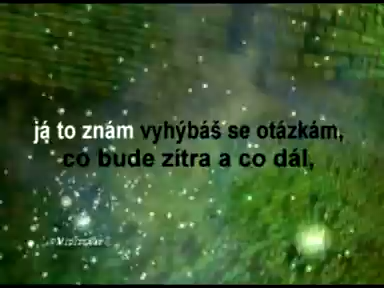 já to znám vyhýbáš se otázkám,
co bude zítra a co dál,